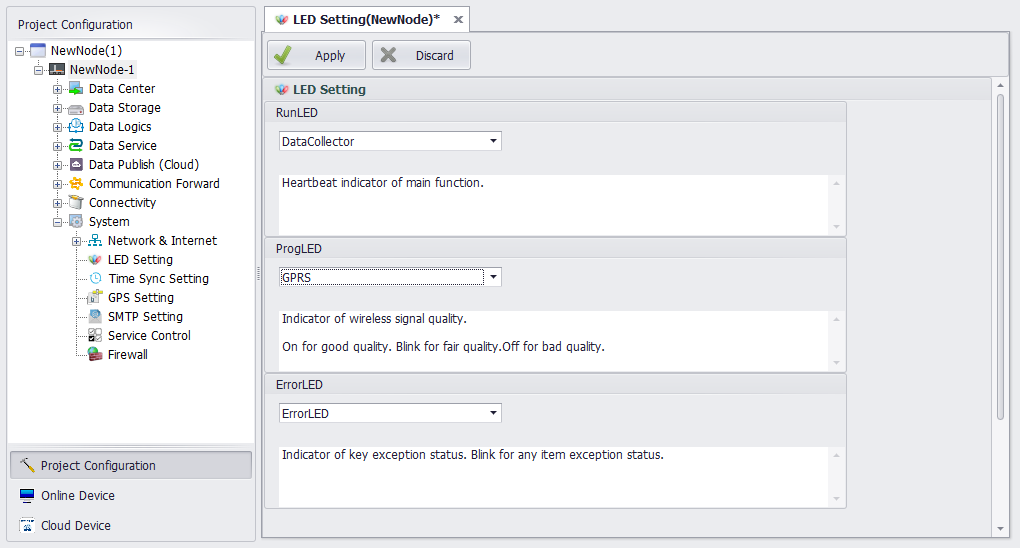 Project Configuration
NewNode(1)
NewNode-1
Data Center
Data Storage
Data Logics
Data Service
Data Publish (Cloud)
Communication Forward
Connectivity
System
Network & Internet
LED Setting
Time Sync Setting
GPS Setting
SMTP Setting
Service Control
Firewall
Project Configuration
Online Device
Cloud Device
LED Setting(NewNode)*
Apply Discard
LED Setting
RunLED
DataCollector
Heartbeat indicator of main function.
ProgLED
GPRS
Indicator of wireless signal quality.
On for good quality. Blink for fair quality.Off for bad quality.
ErrorLED
ErrorLED
Indicator of key exception status. Blink for any item exception status.